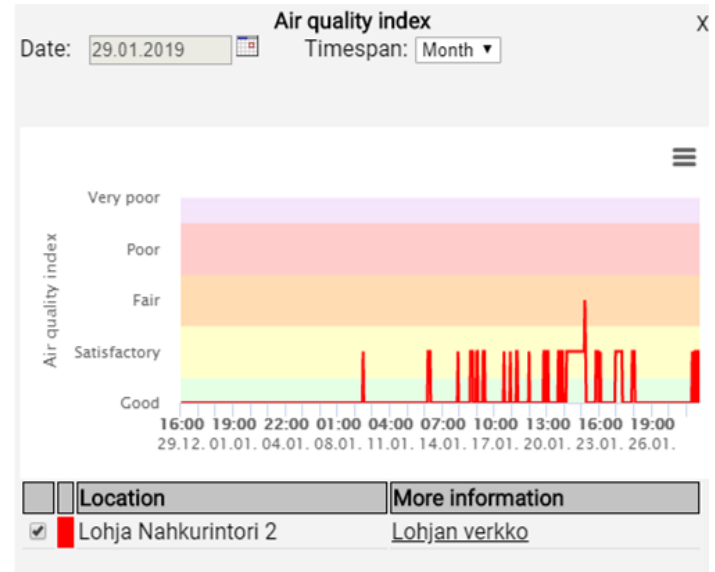 Air quality index X
Date: 29.01.2019 Timespan: Month
Very poor
Poor
Fair
Satisfactory
Good
Air quality index
16:00 19:00 22:00 01:00 04:00 07:00 10:00 13:00 16:00 19:00
29.12. 01.01. 04.01. 08.01. 11.01. 14.01. 17.01. 20.01. 23.01. 26.01.
Location More information
Lohja Nahkurintori 2 Lohjan verkko